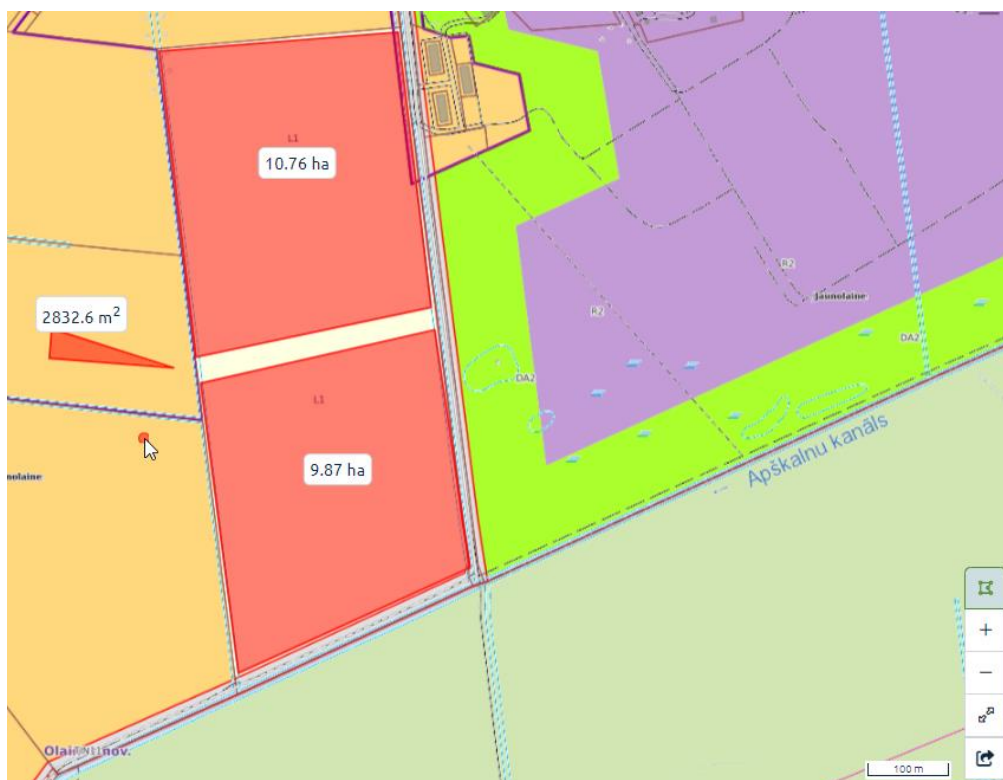 L1
10.76 ha
R2
Jaunolaine
2832.6 m²
R2
DA2
DA2
L1
Apškalnu kanāls
9.87 ha
nolaine
100 m